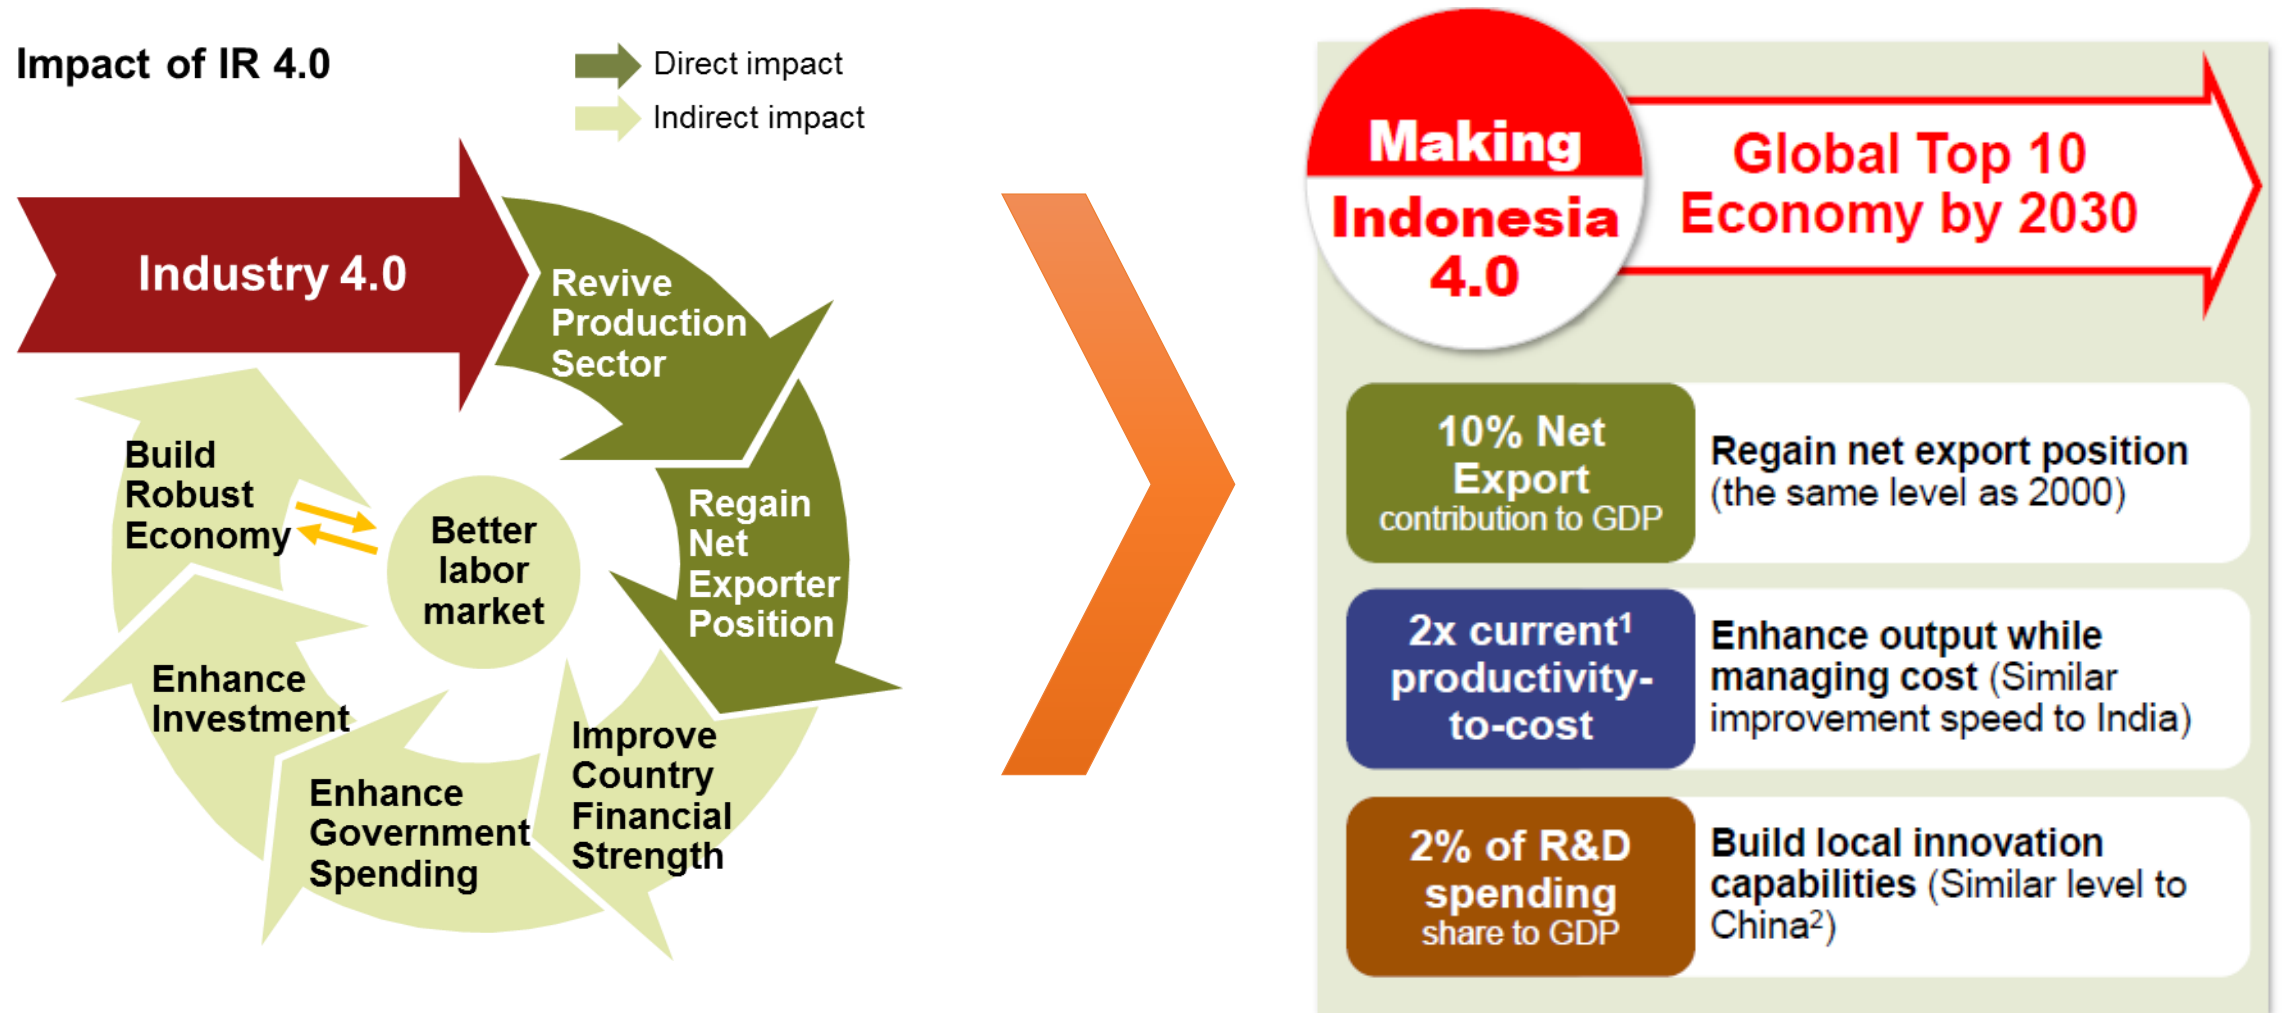 Impact of IR 4.0
Direct impact
Indirect impact
Industry 4.0
Revive
Production
Sector
Regain
Net
Exporter
Position
Improve
Country
Financial
Strength
Enhance
Government
Spending
Enhance
Investment
Build
Robust
Economy
Better
labor
market
Making
Indonesia
4.0
Global Top 10
Economy by 2030
10% Net
Export
contribution to GDP
Regain net export position
(the same level as 2000)
2x current¹
productivity-
to-cost
Enhance output while
managing cost (Similar
improvement speed to India)
2% of R&D
spending
share to GDP
Build local innovation
capabilities (Similar level to
China²)